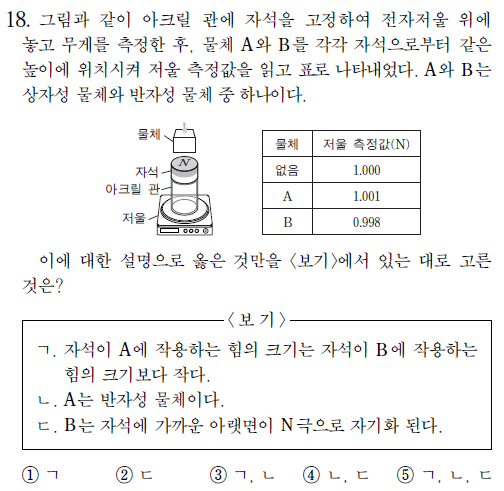 18. 그림과 같이 아크릴 관에 자석을 고정하여 전자저울 위에
놓고 무게를 측정한 후, 물체 A와 B를 각각 자석으로부터 같은
높이에 위치시켜 저울 측정값을 읽고 표로 나타내었다. A와 B는
상자성 물체와 반자성 물체 중 하나이다.
물체
N
자석
아크릴 관
저울
물체 저울 측정값(N)
없음 1.000
A 1.001
B 0.998
이에 대한 설명으로 옳은 것만을 <보기>에서 있는 대로 고른
것은?
<보 기>
ㄱ. 자석이 A에 작용하는 힘의 크기는 자석이 B에 작용하는
힘의 크기보다 작다.
ㄴ. A는 반자성 물체이다.
ㄷ. B는 자석에 가까운 아랫면이 N극으로 자기화 된다.
① ㄱ ② ㄷ ③ ㄱ, ㄴ ④ ㄴ, ㄷ ⑤ ㄱ, ㄴ, ㄷ